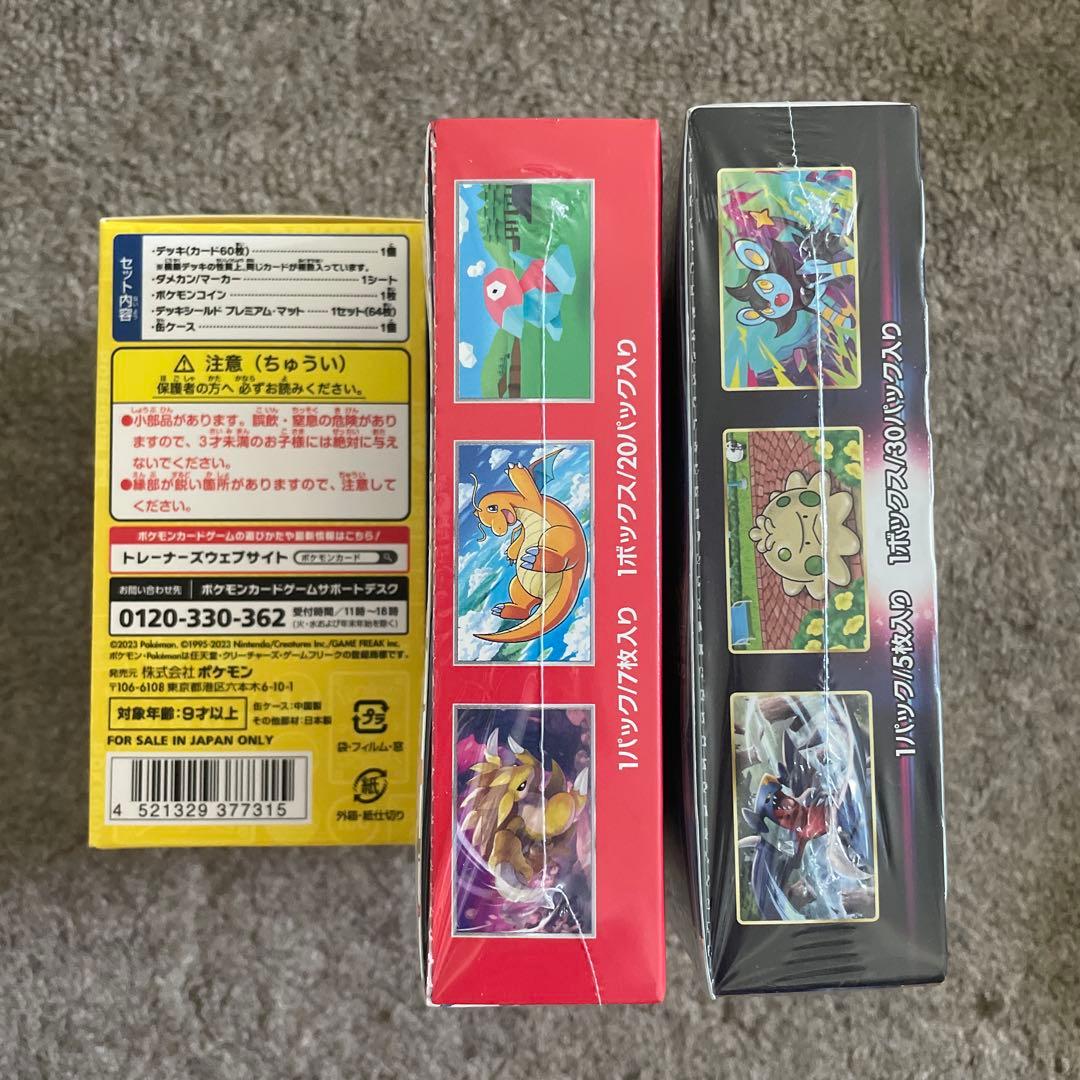 セット内容
・デッキ(カード60枚) 1個
※構築デッキの性質上、同じカードが複数入っています。
・ダメカン/マーカー 1シート
・ポケモンコイン 1枚
・デッキシールド プレミアム・マット 1セット(64枚)
・缶ケース 1個
注意(ちゅうい)
保護者の方へ 必ずお読みください。
●小部品があります。誤飲・窒息の危険があり
ますので、3才未満のお子様には絶対に与え
ないでください。
●縁部が鋭い箇所がありますので、注意して
ください。
ポケモンカードゲームの遊びかたや最新情報はこちら!
トレーナーズウェブサイト ポケモンカード
お問い合わせ先 ポケモンカードゲームサポートデスク
0120-330-362 受付時間/11時~18時
(火・水および年末年始を除く)
©2023 Pokémon. ©1995-2023 Nintendo/Creatures Inc./GAME FREAK inc.
ポケモン・Pokémonは任天堂・クリーチャーズ・ゲームフリークの登録商標です。
発売元 株式会社 ポケモン
〒106-6108 東京都港区六本木6-10-1
対象年齢:9才以上
缶ケース:中国製
その他部材:日本製
FOR SALE IN JAPAN ONLY
4 521329 377315
プラ
袋・フィルム・窓
紙
外箱・紙仕切り
1パック/7枚入り 1ボックス/20パック入り
1パック/5枚入り 1ボックス/30パック入り